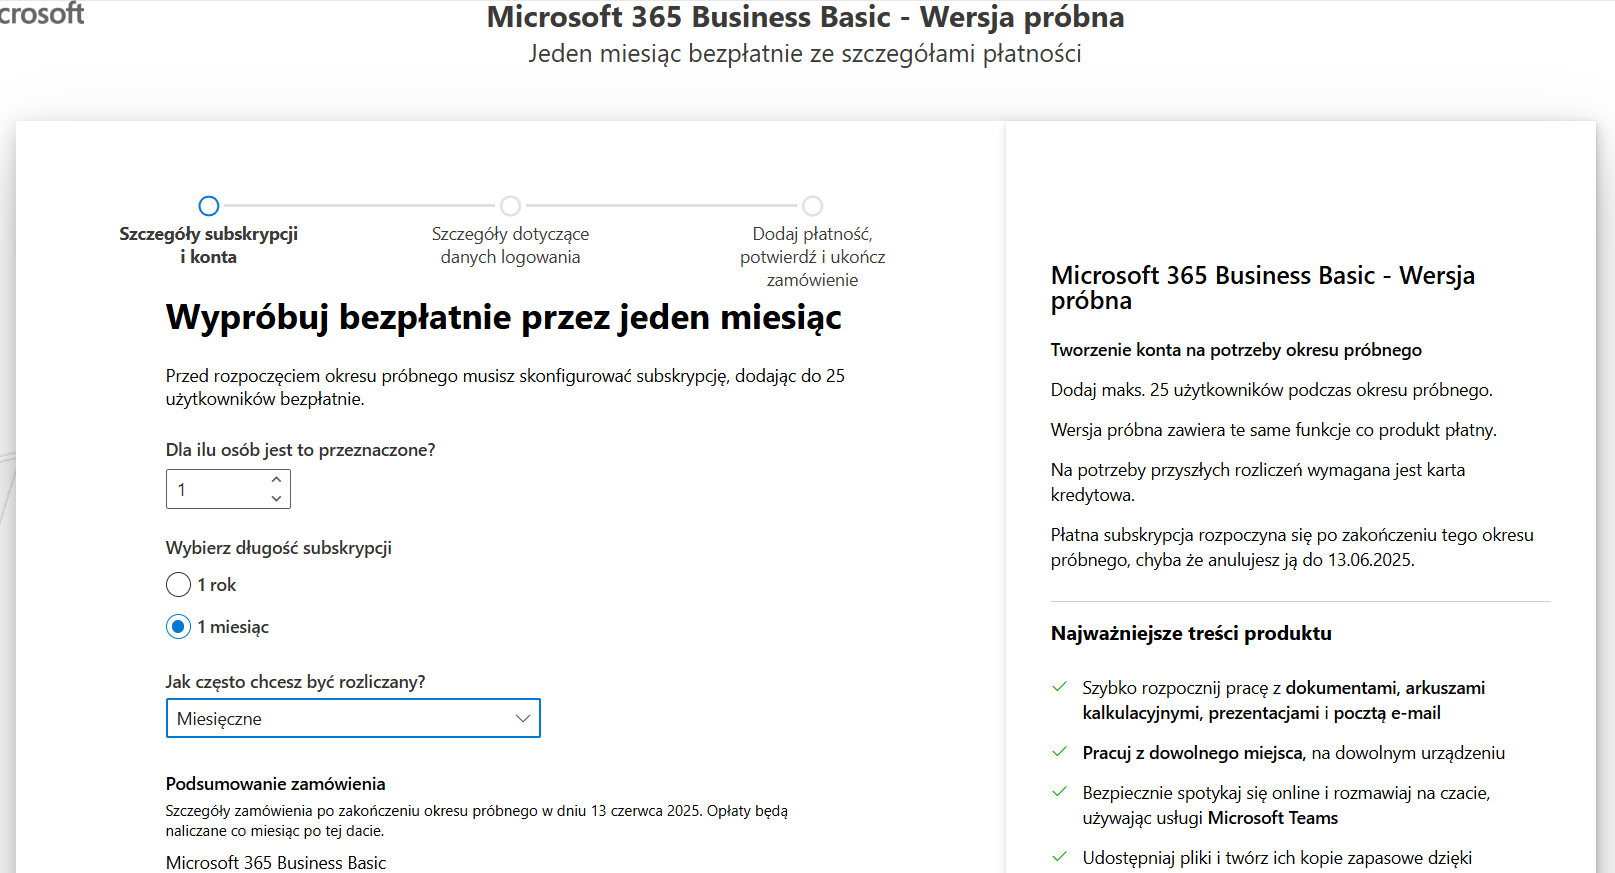 crosoft
Microsoft 365 Business Basic - Wersja próbna
Jeden miesiąc bezpłatnie ze szczegółami płatności
Szczegóły subskrypcji
i konta
Szczegóły dotyczące
danych logowania
Dodaj płatność,
potwierdź i ukończ
zamówienie
Wypróbuj bezpłatnie przez jeden miesiąc
Przed rozpoczęciem okresu próbnego musisz skonfigurować subskrypcję, dodając do 25
użytkowników bezpłatnie.
Dla ilu osób jest to przeznaczone?
1
Wybierz długość subskrypcji
1 rok
1 miesiąc
Jak często chcesz być rozliczany?
Miesięczne
Podsumowanie zamówienia
Szczegóły zamówienia po zakończeniu okresu próbnego w dniu 13 czerwca 2025. Opłaty będą
naliczane co miesiąc po tej dacie.
Microsoft 365 Business Basic
Microsoft 365 Business Basic - Wersja
próbna
Tworzenie konta na potrzeby okresu próbnego
Dodaj maks. 25 użytkowników podczas okresu próbnego.
Wersja próbna zawiera te same funkcje co produkt płatny.
Na potrzeby przyszłych rozliczeń wymagana jest karta
kredytowa.
Płatna subskrypcja rozpoczyna się po zakończeniu tego okresu
próbnego, chyba że anulujesz ją do 13.06.2025.
Najważniejsze treści produktu
Szybko rozpocznij pracę z dokumentami, arkuszami
kalkulacyjnymi, prezentacjami i pocztą e-mail
Pracuj z dowolnego miejsca, na dowolnym urządzeniu
Bezpiecznie spotykaj się online i rozmawiaj na czacie,
używając usługi Microsoft Teams
Udostępniaj pliki i twórz ich kopie zapasowe dzięki